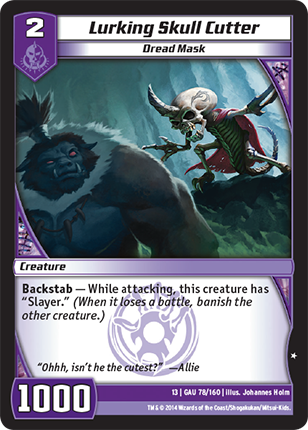 2
Lurking Skull Cutter
Dread Mask
Creature
Backstab — While attacking, this creature has
“Slayer.” (When it loses a battle, banish the
other creature.)
“Ohhh, isn't he the cutest?” —Allie
1000
13 | GAU 78/160 | Illus. Johannes Holm
TM & © 2014 Wizards of the Coast/Shogakukan/Mitsui-Kids.